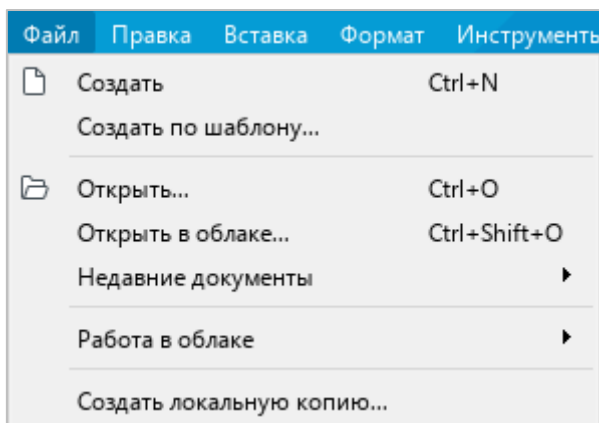 Файл Правка Вставка Формат Инструменты
Создать Ctrl+N
Создать по шаблону...
Открыть... Ctrl+O
Открыть в облаке... Ctrl+Shift+O
Недавние документы
Работа в облаке
Создать локальную копию...